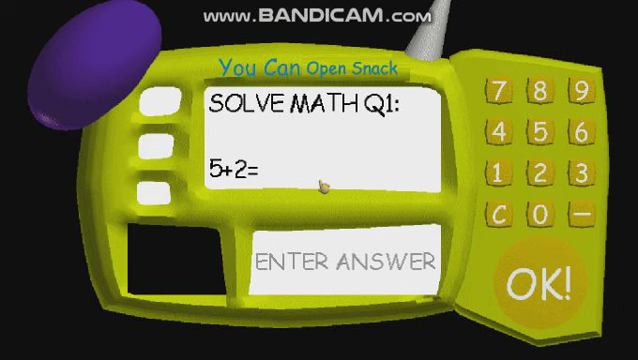 www.BANDICAM.com
You Can Open Snack
SOLVE MATH Q1:
5+2=
ENTER ANSWER
7 8 9
4 5 6
1 2 3
C 0 −
OK!